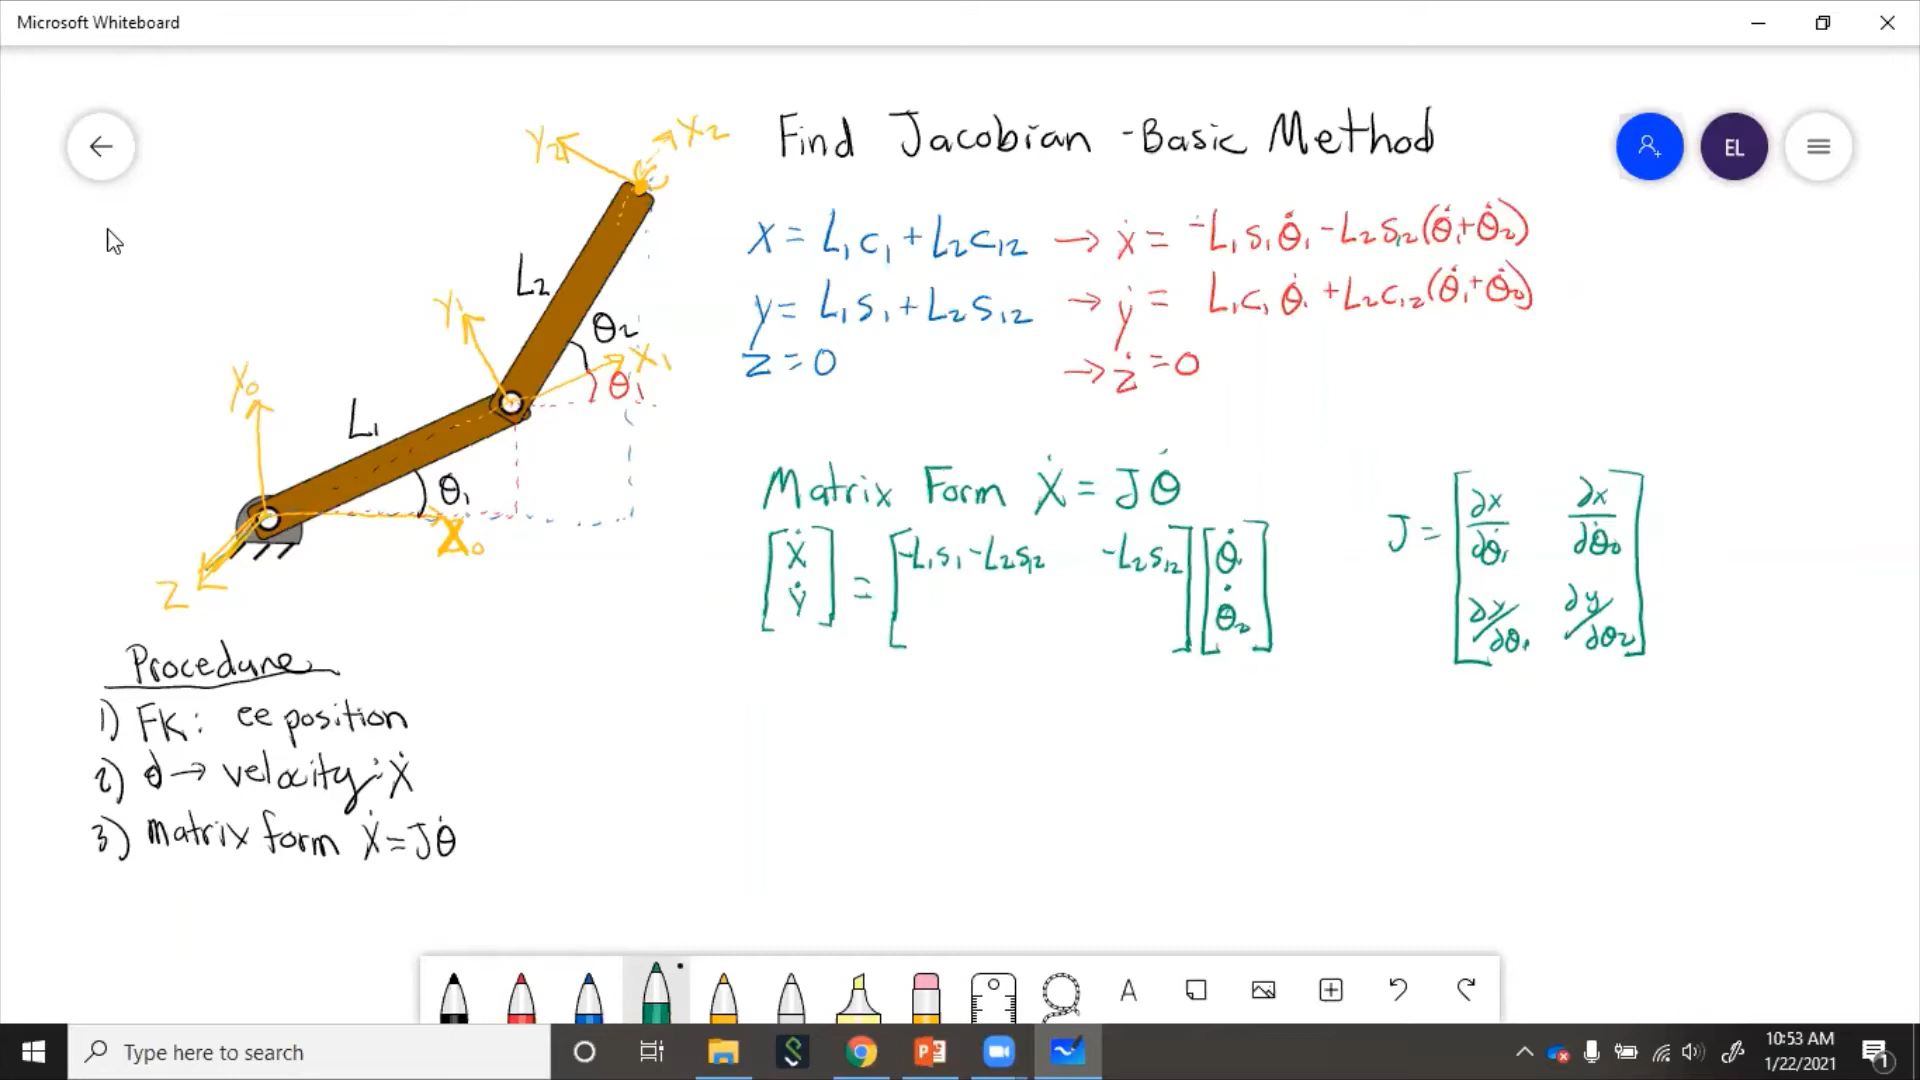 Microsoft Whiteboard
Find Jacobian - Basic Method
EL
Y₂ X₂
L₂
Y₁
θ₂
X₁
θ₁
Y₀
L₁
θ₁
X₀
Z
x = L₁c₁ + L₂c₁₂ → ẋ = -L₁s₁θ̇₁ - L₂s₁₂(θ̇₁+θ̇₂)
y = L₁s₁ + L₂s₁₂ → ẏ = L₁c₁θ̇₁ + L₂c₁₂(θ̇₁+θ̇₂)
z = 0 → ż = 0
Matrix Form Ẋ = Jθ̇
[Ẋ Ẏ] = [-L₁s₁-L₂s₁₂ -L₂s₁₂] [θ̇₁ θ̇₂]
J = [∂x/∂θ₁ ∂x/∂θ₂
∂y/∂θ₁ ∂y/∂θ₂]
Procedure
1) FK: ee position
2) d → velocity: Ẋ
3) matrix form Ẋ = Jθ̇
A
Type here to search
10:53 AM
1/22/2021
1